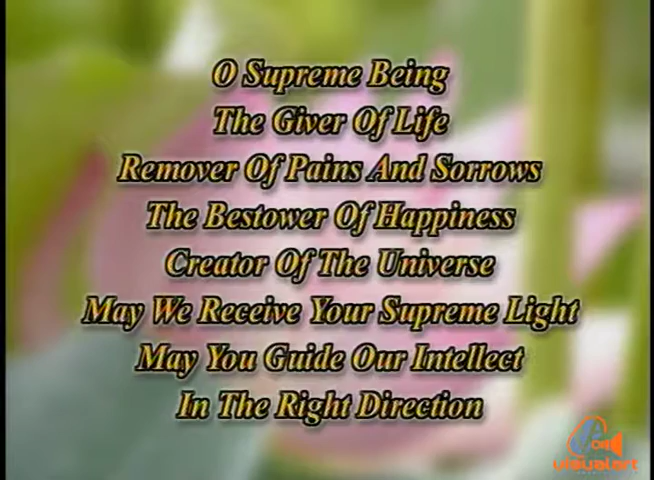 O Supreme Being
The Giver Of Life
Remover Of Pains And Sorrows
The Bestower Of Happiness
Creator Of The Universe
May We Receive Your Supreme Light
May You Guide Our Intellect
In The Right Direction
visualart